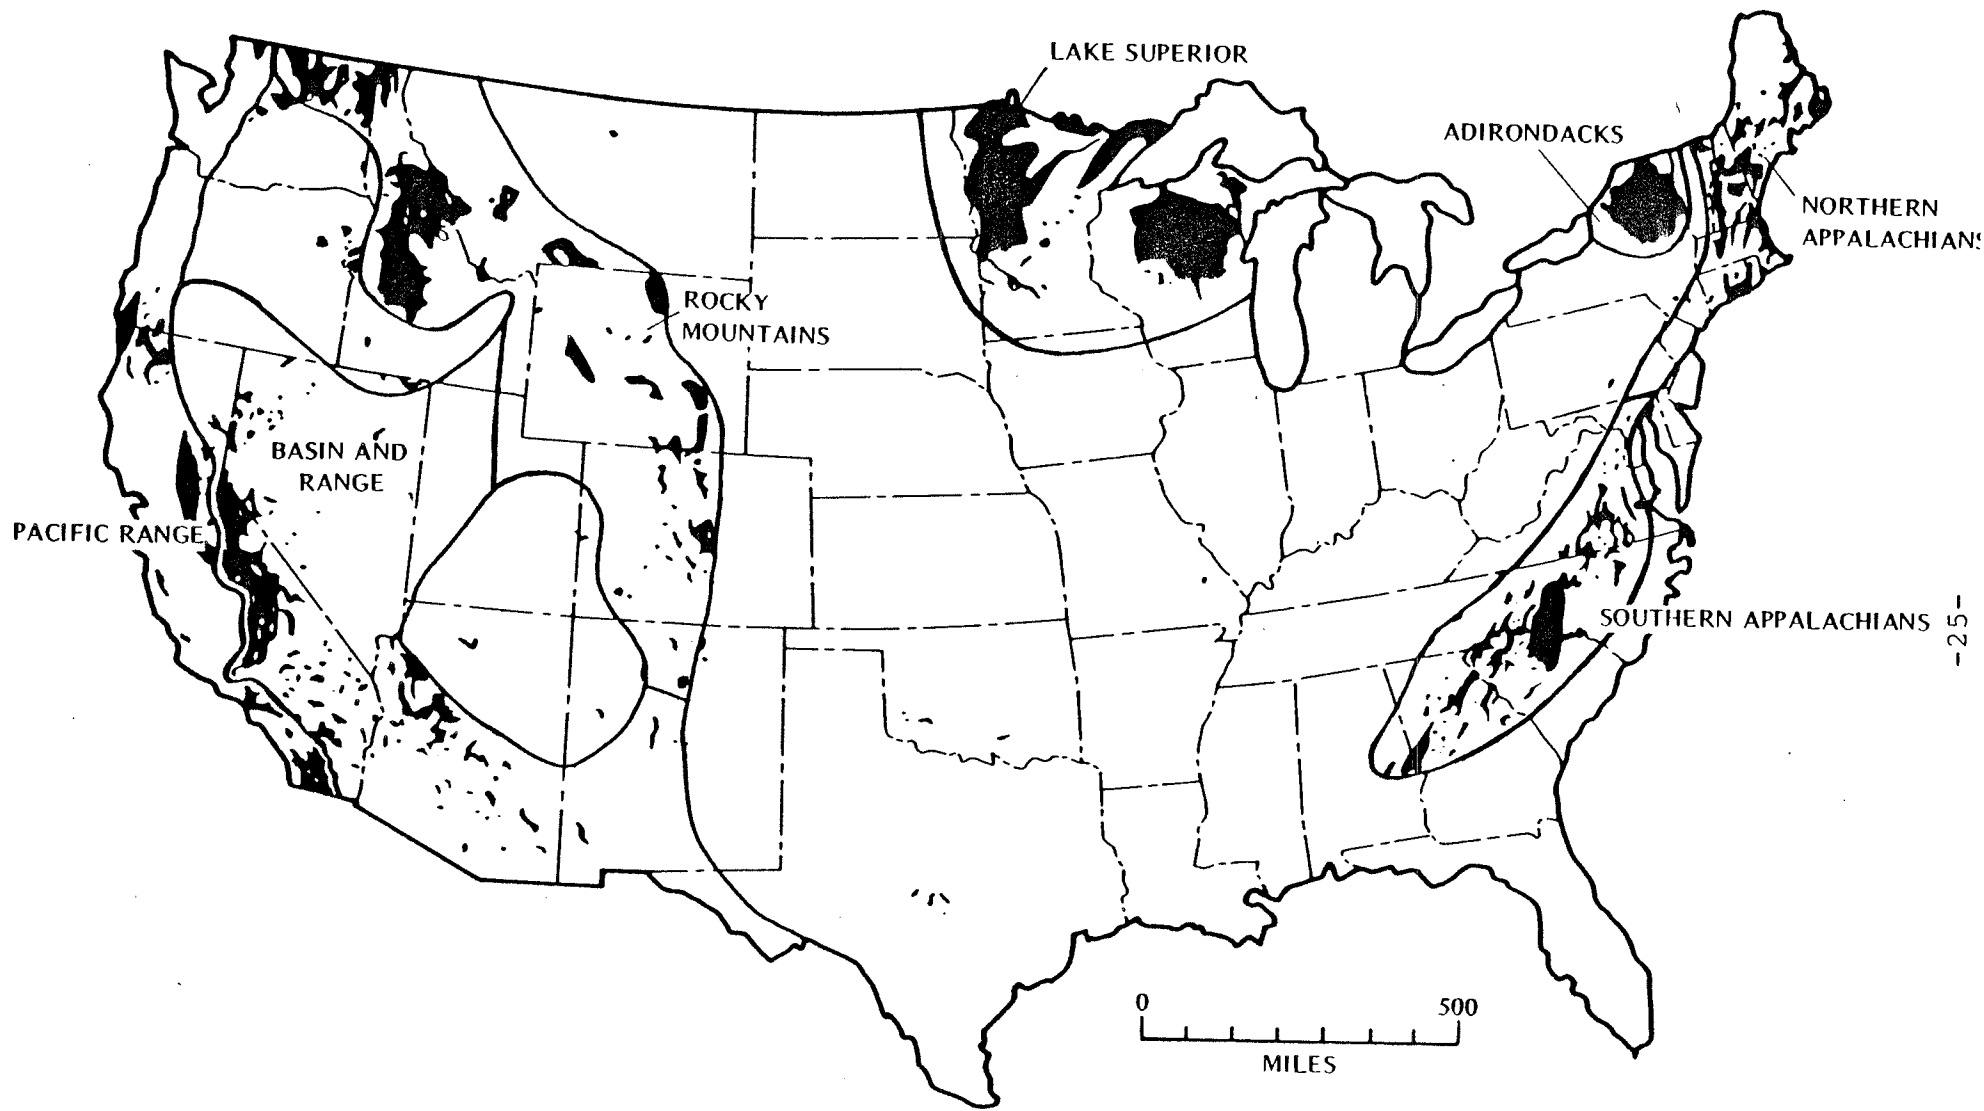 LAKE SUPERIOR
ADIRONDACKS
NORTHERN
APPALACHIANS
ROCKY
MOUNTAINS
BASIN AND
RANGE
PACIFIC RANGE
SOUTHERN APPALACHIANS
-25-
0 500
MILES